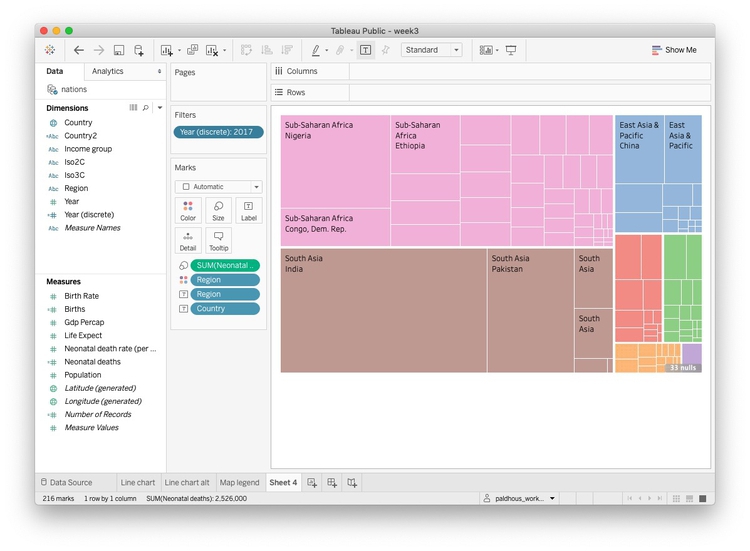 Tableau Public - week3
Standard
Show Me
Data
Analytics
Pages
Columns
Rows
nations
Dimensions
Country
Country2
Income group
Iso2C
Iso3C
Region
Year
Year (discrete)
Measure Names
Measures
Birth Rate
Births
Gdp Percap
Life Expect
Neonatal death rate (per ...
Neonatal deaths
Population
Latitude (generated)
Longitude (generated)
Number of Records
Measure Values
Filters
Year (discrete): 2017
Marks
Automatic
Color
Size
Label
Detail
Tooltip
SUM(Neonatal ..
Region
Region
Country
Sub-Saharan Africa
Nigeria
Sub-Saharan
Africa
Ethiopia
Sub-Saharan Africa
Congo, Dem. Rep.
East Asia &
Pacific
China
East
Asia &
Pacific
South Asia
India
South Asia
Pakistan
South
Asia
South
Asia
33 nulls
Data Source
Line chart
Line chart alt
Map legend
Sheet 4
216 marks
1 row by 1 column
SUM(Neonatal deaths): 2,526,000
paldhous_work...